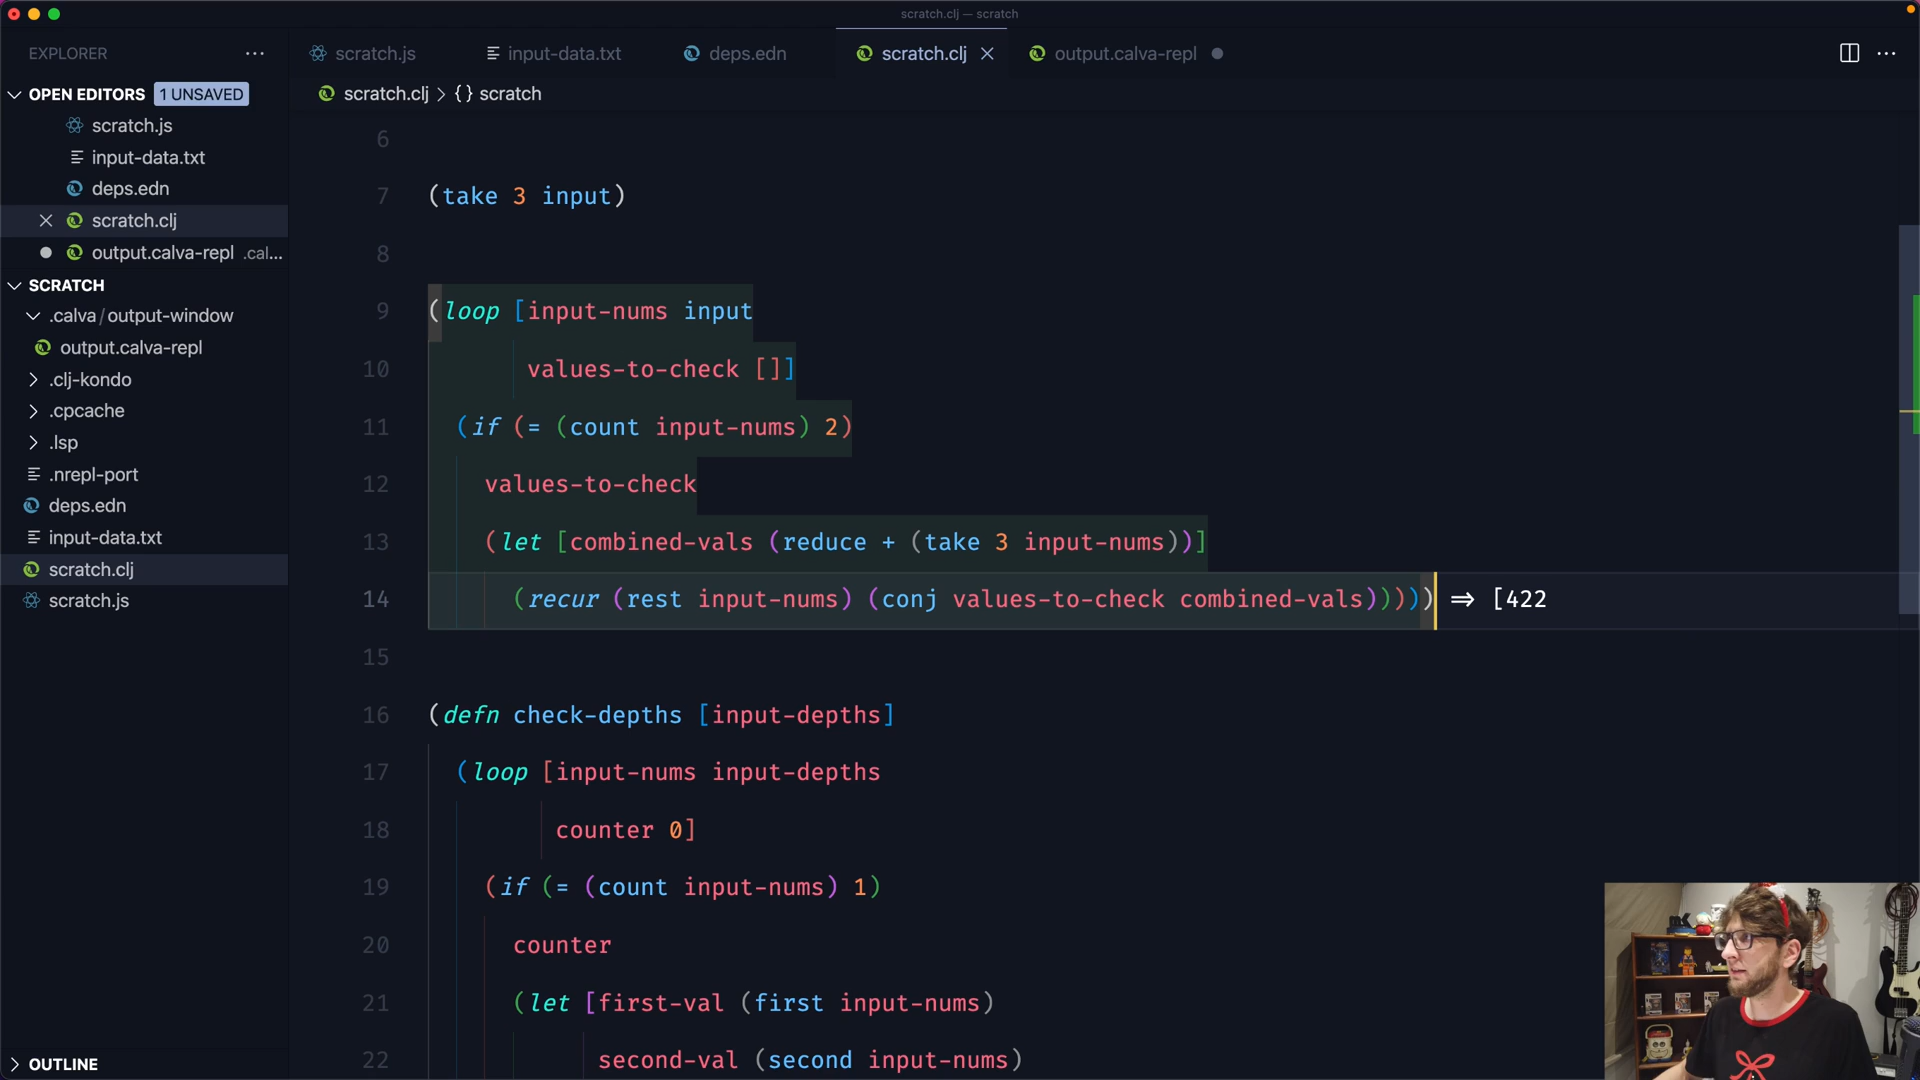 scratch.clj — scratch
EXPLORER
OPEN EDITORS 1 UNSAVED
scratch.js
input-data.txt
deps.edn
scratch.clj
output.calva-repl .cal...
SCRATCH
.calva/output-window
output.calva-repl
.clj-kondo
.cpcache
.lsp
.nrepl-port
deps.edn
input-data.txt
scratch.clj
scratch.js
OUTLINE
scratch.js input-data.txt deps.edn scratch.clj output.calva-repl
scratch.clj > {} scratch
6
7 (take 3 input)
8
9 (loop [input-nums input
10 values-to-check []]
11 (if (= (count input-nums) 2)
12 values-to-check
13 (let [combined-vals (reduce + (take 3 input-nums))]
14 (recur (rest input-nums) (conj values-to-check combined-vals))))) => [422
15
16 (defn check-depths [input-depths]
17 (loop [input-nums input-depths
18 counter 0]
19 (if (= (count input-nums) 1)
20 counter
21 (let [first-val (first input-nums)
22 second-val (second input-nums)